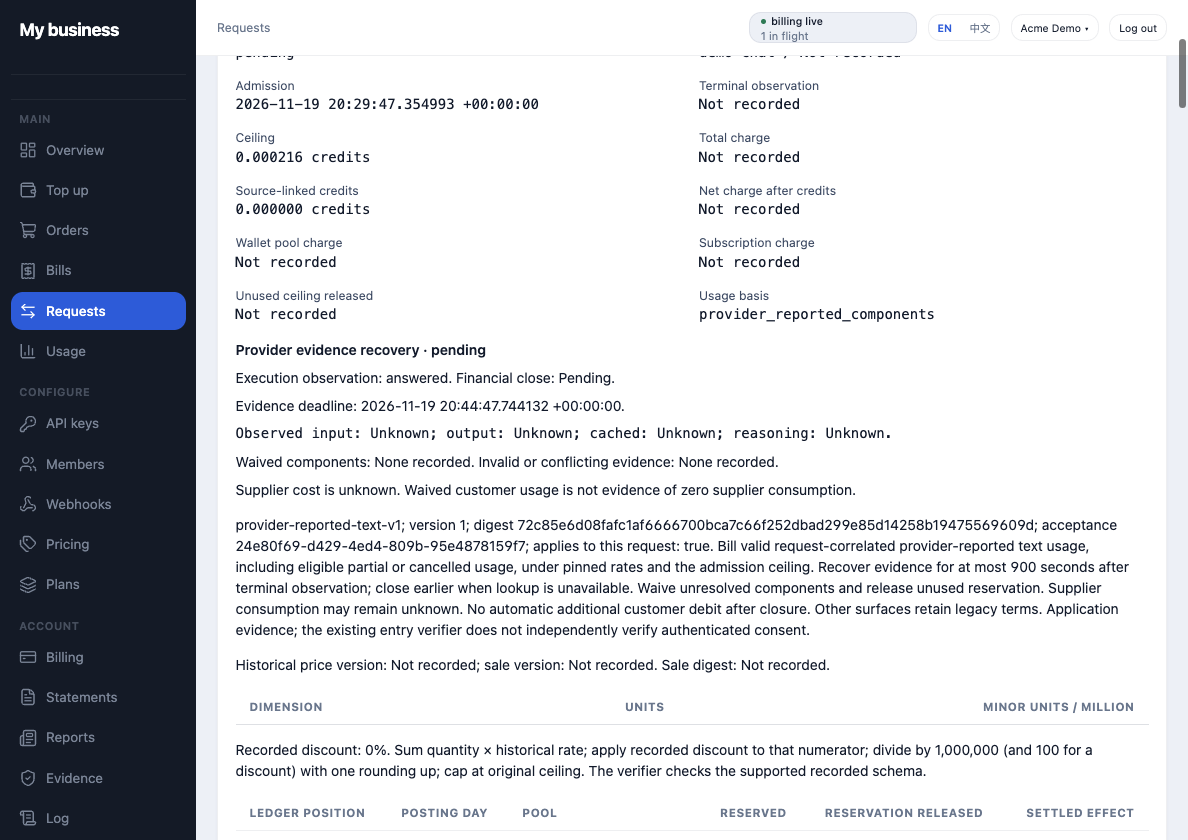 My business
Requests
billing live
1 in flight
EN
中文
Acme Demo
Log out
MAIN
Overview
Top up
Orders
Bills
Requests
Usage
CONFIGURE
API keys
Members
Webhooks
Pricing
Plans
ACCOUNT
Billing
Statements
Reports
Evidence
Log
pending
Admission
2026-11-19 20:29:47.354993 +00:00:00
Terminal observation
Not recorded
Ceiling
0.000216 credits
Total charge
Not recorded
Source-linked credits
0.000000 credits
Net charge after credits
Not recorded
Wallet pool charge
Not recorded
Subscription charge
Not recorded
Unused ceiling released
Not recorded
Usage basis
provider_reported_components
Provider evidence recovery · pending
Execution observation: answered. Financial close: Pending.
Evidence deadline: 2026-11-19 20:44:47.744132 +00:00:00.
Observed input: Unknown; output: Unknown; cached: Unknown; reasoning: Unknown.
Waived components: None recorded. Invalid or conflicting evidence: None recorded.
Supplier cost is unknown. Waived customer usage is not evidence of zero supplier consumption.
provider-reported-text-v1; version 1; digest 72c85e6d08fafc1af6666700bca7c66f252dbad299e85d14258b19475569609d; acceptance
24e80f69-d429-4ed4-809b-95e4878159f7; applies to this request: true. Bill valid request-correlated provider-reported text usage,
including eligible partial or cancelled usage, under pinned rates and the admission ceiling. Recover evidence for at most 900 seconds after
terminal observation; close earlier when lookup is unavailable. Waive unresolved components and release unused reservation. Supplier
consumption may remain unknown. No automatic additional customer debit after closure. Other surfaces retain legacy terms. Application
evidence; the existing entry verifier does not independently verify authenticated consent.
Historical price version: Not recorded; sale version: Not recorded. Sale digest: Not recorded.
DIMENSION UNITS MINOR UNITS / MILLION
Recorded discount: 0%. Sum quantity × historical rate; apply recorded discount to that numerator; divide by 1,000,000 (and 100 for a
discount) with one rounding up; cap at original ceiling. The verifier checks the supported recorded schema.
LEDGER POSITION POSTING DAY POOL RESERVED RESERVATION RELEASED SETTLED EFFECT